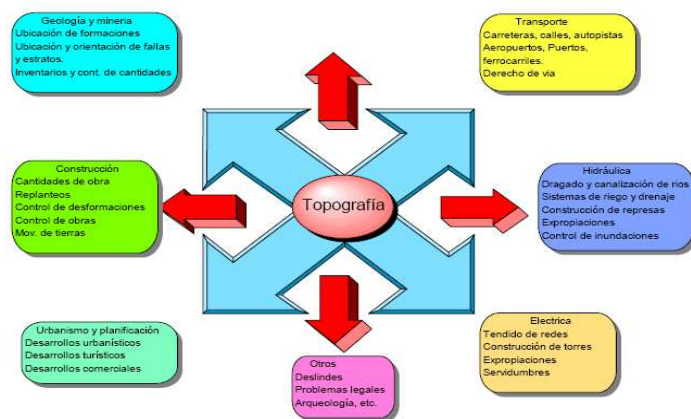 Geología y mineria
Ubicación de formaciones
Ubicación y orientación de fallas
y estratos.
Inventarios y cont. de cantidades
Transporte
Carreteras, calles, autopistas
Aeropuertos, Puertos,
ferrocarriles.
Derecho de via
Construcción
Cantidades de obra
Replanteos
Control de desformaciones
Control de obras
Mov. de tierras
Topografía
Hidráulica
Dragado y canalización de rios
Sistemas de riego y drenaje
Construcción de represas
Expropiaciones
Control de inundaciones
Urbanismo y planificación
Desarrollos urbanísticos
Desarrollos turísticos
Desarrollos comerciales
Otros
Deslindes
Problemas legales
Arqueología, etc.
Electrica
Tendido de redes
Construcción de torres
Expropiaciones
Servidumbres